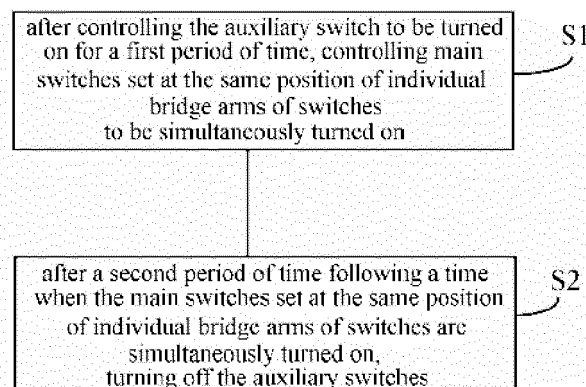 after controlling the auxiliary switch to be turned
on for a first period of time, controlling main
switches set at the same position of individual
bridge arms of switches
to be simultaneously turned on
S1
after a second period of time following a time
when the main switches set at the same position
of individual bridge arms of switches are
simultaneously turned on,
turning off the auxiliary switches
S2